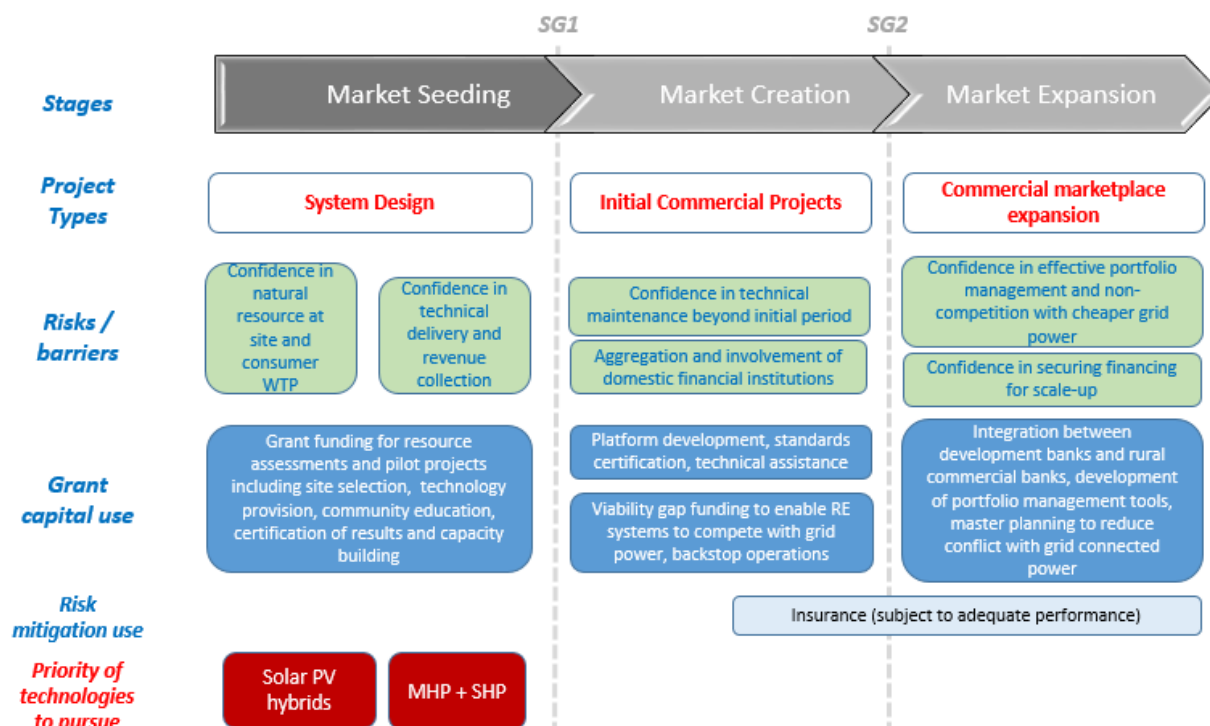 SG1
SG2
Stages
Market Seeding
Market Creation
Market Expansion
Project
Types
System Design
Initial Commercial Projects
Commercial marketplace
expansion
Risks /
barriers
Confidence in
natural
resource at
site and
consumer
WTP
Confidence in
technical
delivery and
revenue
collection
Confidence in technical
maintenance beyond initial period
Aggregation and involvement of
domestic financial institutions
Confidence in effective portfolio
management and non-
competition with cheaper grid
power
Confidence in securing financing
for scale-up
Grant
capital use
Grant funding for resource
assessments and pilot projects
including site selection, technology
provision, community education,
certification of results and capacity
building
Platform development, standards
certification, technical assistance
Viability gap funding to enable RE
systems to compete with grid
power, backstop operations
Integration between
development banks and rural
commercial banks, development
of portfolio management tools,
master planning to reduce
conflict with grid connected
power
Risk
mitigation use
Insurance (subject to adequate performance)
Priority of
technologies
to pursue
Solar PV
hybrids
MHP + SHP